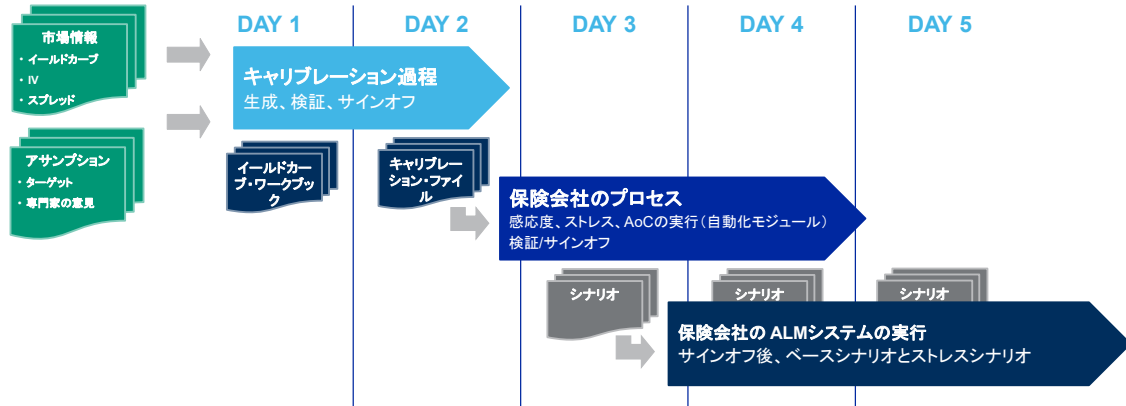 市場情報
・ イールドカーブ
・ IV
・ スプレッド
アサンプション
・ ターゲット
・ 専門家の意見
DAY 1
DAY 2
DAY 3
DAY 4
DAY 5
キャリブレーション過程
生成、検証、サインオフ
イールドカー
ブ・ワークブッ
ク
キャリブレー
ション・ファイ
ル
保険会社のプロセス
感応度、ストレス、AoCの実行（自動化モジュール）
検証/サインオフ
シナリオ
シナリオ
シナリオ
保険会社の ALMシステムの実行
サインオフ後、ベースシナリオとストレスシナリオ